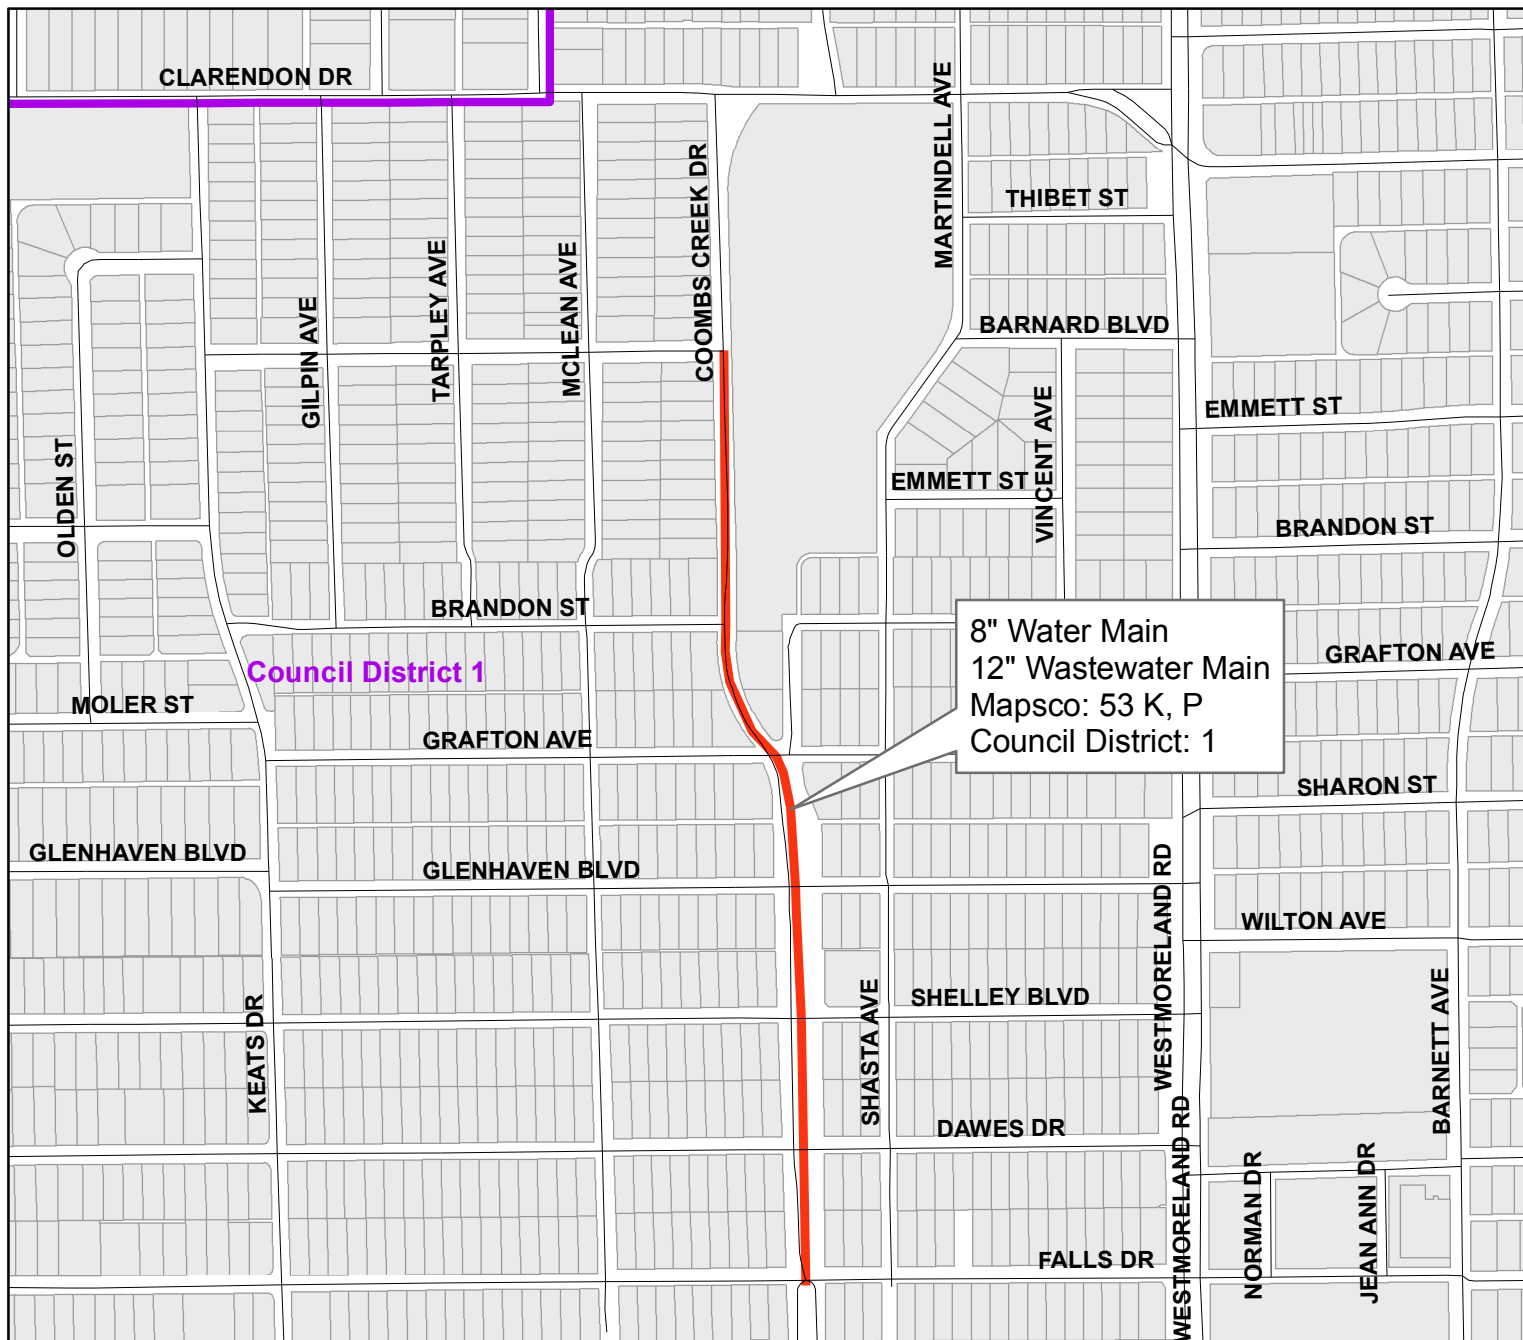 CLARENDON DR
MARTINDELL AVE
COOMBS CREEK DR
THIBET ST
TARPLEY AVE
MCLEAN AVE
GILPIN AVE
BARNARD BLVD
EMMETT ST
VINCENT AVE
OLDEN ST
EMMETT ST
BRANDON ST
BRANDON ST
8" Water Main
12" Wastewater Main
Mapsco: 53 K, P
Council District: 1
GRAFTON AVE
Council District 1
MOLER ST
GRAFTON AVE
SHARON ST
GLENHAVEN BLVD
GLENHAVEN BLVD
WESTMORELAND RD
WILTON AVE
KEATS DR
SHASTA AVE
SHELLEY BLVD
BARNETT AVE
DAWES DR
WESTMORELAND RD
NORMAN DR
JEAN ANN DR
FALLS DR